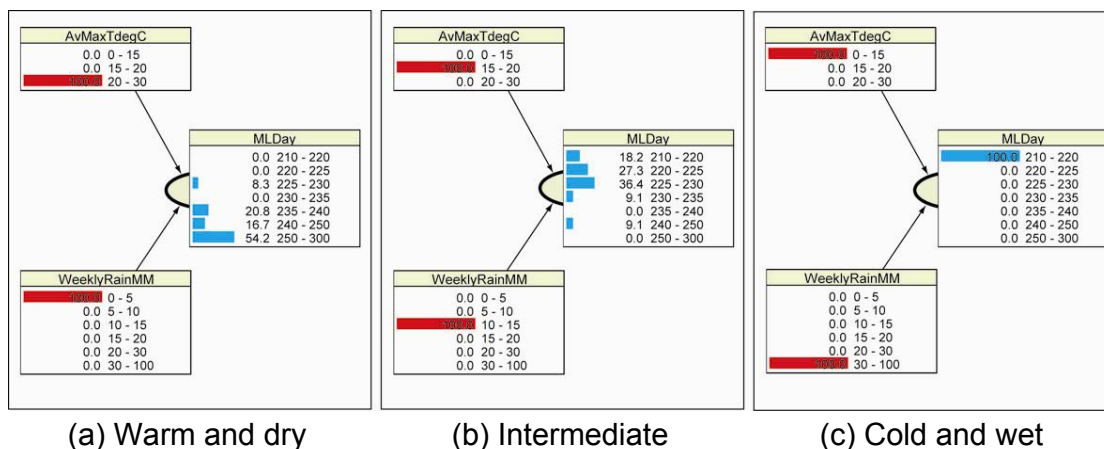 AvMaxTdegC
0.0 0 - 15
0.0 15 - 20
100.0 20 - 30
MLDay
0.0 210 - 220
0.0 220 - 225
8.3 225 - 230
0.0 230 - 235
20.8 235 - 240
16.7 240 - 250
54.2 250 - 300
WeeklyRainMM
100.0 0 - 5
0.0 5 - 10
0.0 10 - 15
0.0 15 - 20
0.0 20 - 30
0.0 30 - 100
(a) Warm and dry
AvMaxTdegC
0.0 0 - 15
100.0 15 - 20
0.0 20 - 30
MLDay
18.2 210 - 220
27.3 220 - 225
36.4 225 - 230
9.1 230 - 235
0.0 235 - 240
9.1 240 - 250
0.0 250 - 300
WeeklyRainMM
0.0 0 - 5
0.0 5 - 10
100.0 10 - 15
0.0 15 - 20
0.0 20 - 30
0.0 30 - 100
(b) Intermediate
AvMaxTdegC
100.0 0 - 15
0.0 15 - 20
0.0 20 - 30
MLDay
100.0 210 - 220
0.0 220 - 225
0.0 225 - 230
0.0 230 - 235
0.0 235 - 240
0.0 240 - 250
0.0 250 - 300
WeeklyRainMM
0.0 0 - 5
0.0 5 - 10
0.0 10 - 15
0.0 15 - 20
0.0 20 - 30
100.0 30 - 100
(c) Cold and wet